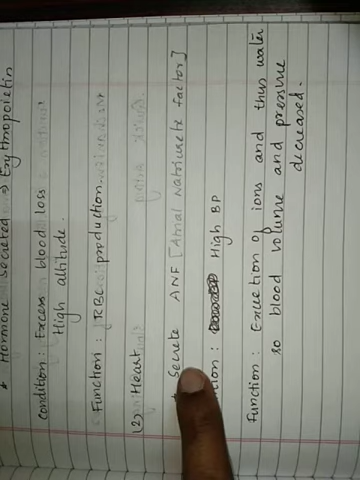 * Hormone secreted ⇒ Erythropoietin
condition : Excess blood loss
High altitude.
Function : RBC production.
(2) Heart
* Secrete ANF [Atrial Natriurete factor]
High BP
Function : Excretion of ions and thus water
so blood volume and pressure
decreased.